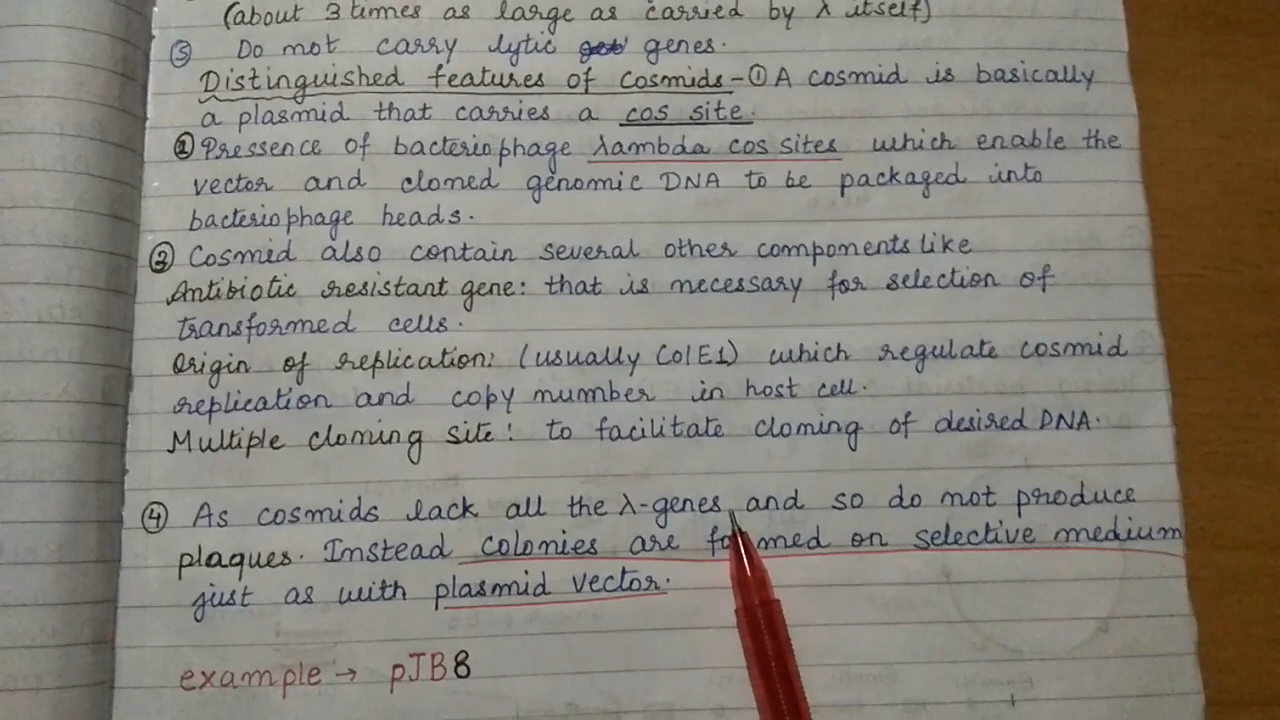 (about 3 times as large as carried by λ itself)
⑤ Do not carry lytic genes.
Distinguished features of Cosmids - ① A cosmid is basically
a plasmid that carries a cos site.
② Pressence of bacteriophage λambda cos sites which enable the
vector and cloned genomic DNA to be packaged into
bacteriophage heads.
③ Cosmid also contain several other components like
Antibiotic resistant gene: that is necessary for selection of
transformed cells.
Origin of replication: (usually ColE1) which regulate cosmid
replication and copy number in host cell.
Multiple cloming site: to facilitate cloming of desired DNA.
④ As cosmids lack all the λ-genes, and so do not produce
plaques. Instead colonies are formed on selective medium
just as with plasmid vector.
example → pJB8